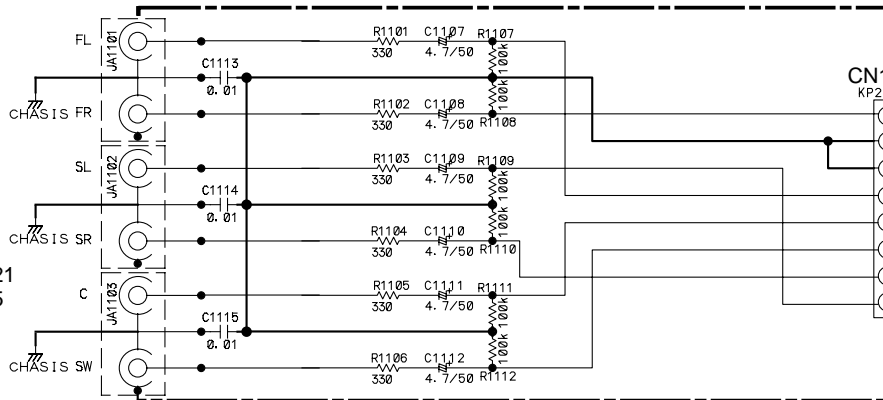 FL
JA1101
R1101
330
C1107
4.7/50
R1107
100k
C1113
0.01
CHASIS
FR
R1102
330
C1108
4.7/50
100k
R1108
CN1
KP2
SL
JA1102
R1103
330
C1109
4.7/50
R1109
100k
C1114
0.01
CHASIS
SR
R1104
330
C1110
4.7/50
100k
R1110
21
C
JA1103
R1105
330
C1111
4.7/50
R1111
100k
C1115
0.01
CHASIS
SW
R1106
330
C1112
4.7/50
100k
R1112